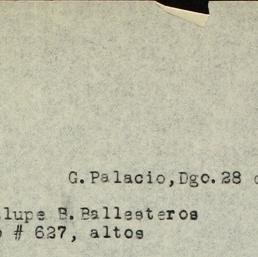 G. Palacio, Dgo. 28
lupe B. Ballesteros
# 627, altos